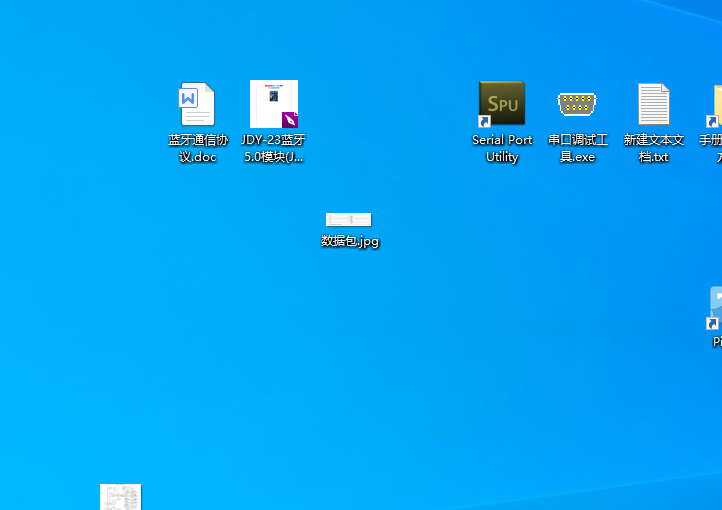 蓝牙通信协
议.doc
JDY-23蓝牙
5.0模块(J...
SPU
Serial Port
Utility
串口调试工
具.exe
新建文本文
档.txt
手册
数据包.jpg
Pi